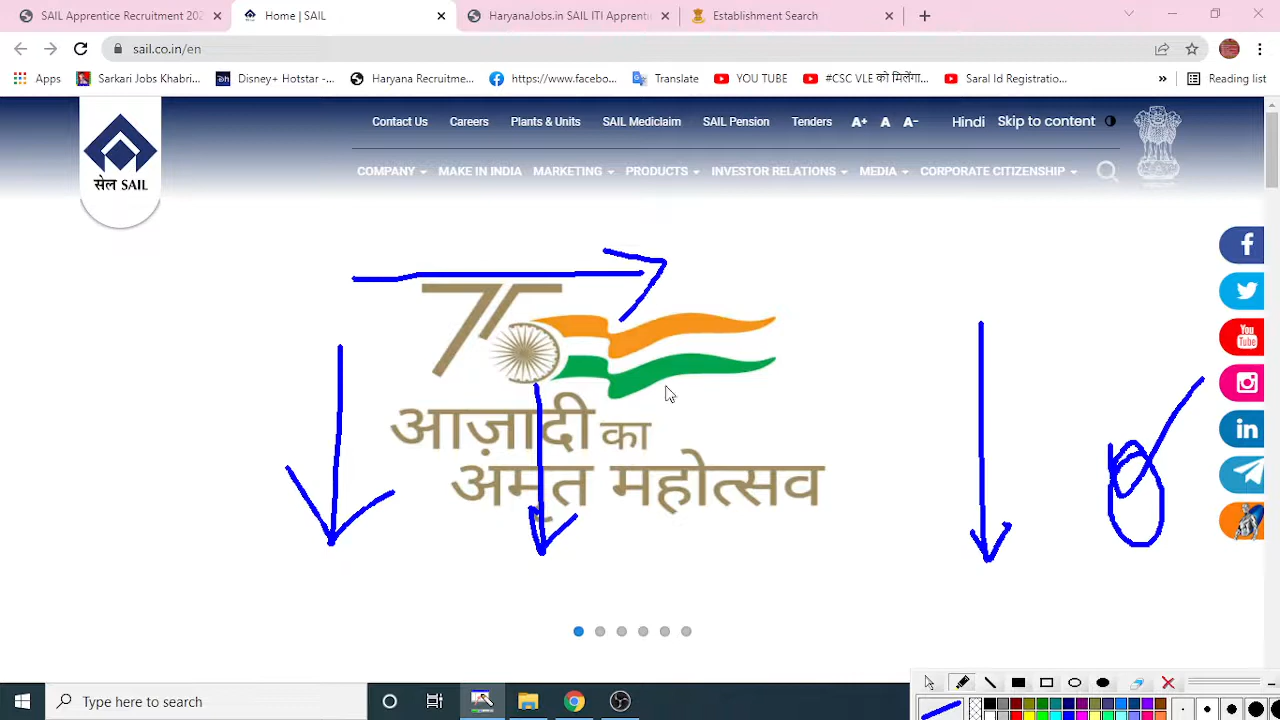 SAIL Apprentice Recruitment 202
Home | SAIL
HaryanaJobs.in SAIL ITI Apprent
Establishment Search
sail.co.in/en
Apps
Sarkari Jobs Khabri...
Disney+ Hotstar -...
Haryana Recruitme...
https://www.facebo...
Translate
YOU TUBE
#CSC VLE को मिलेंगा...
Saral Id Registratio...
»
Reading list
Contact Us
Careers
Plants & Units
SAIL Mediclaim
SAIL Pension
Tenders
A+ A A-
Hindi
Skip to content
सेल SAIL
COMPANY
MAKE IN INDIA
MARKETING
PRODUCTS
INVESTOR RELATIONS
MEDIA
CORPORATE CITIZENSHIP
75
आज़ादी का
अमृत महोत्सव
You
Tube
Type here to search